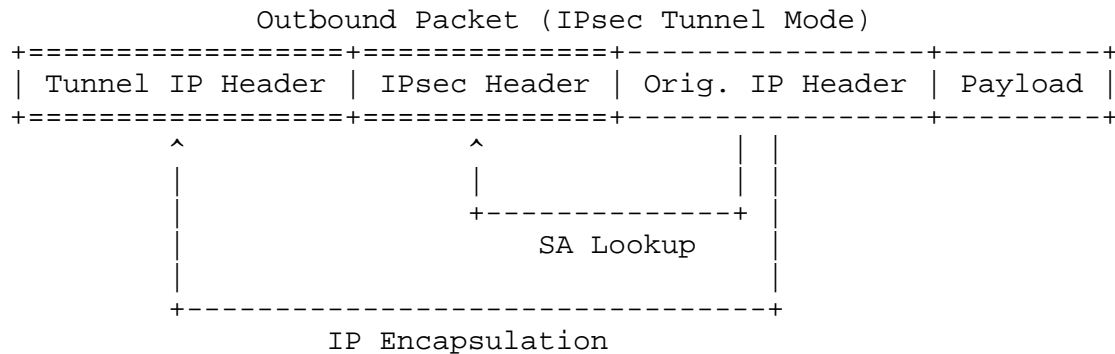 Outbound Packet (IPsec Tunnel Mode)
Tunnel IP Header | IPsec Header | Orig. IP Header | Payload
SA Lookup
IP Encapsulation